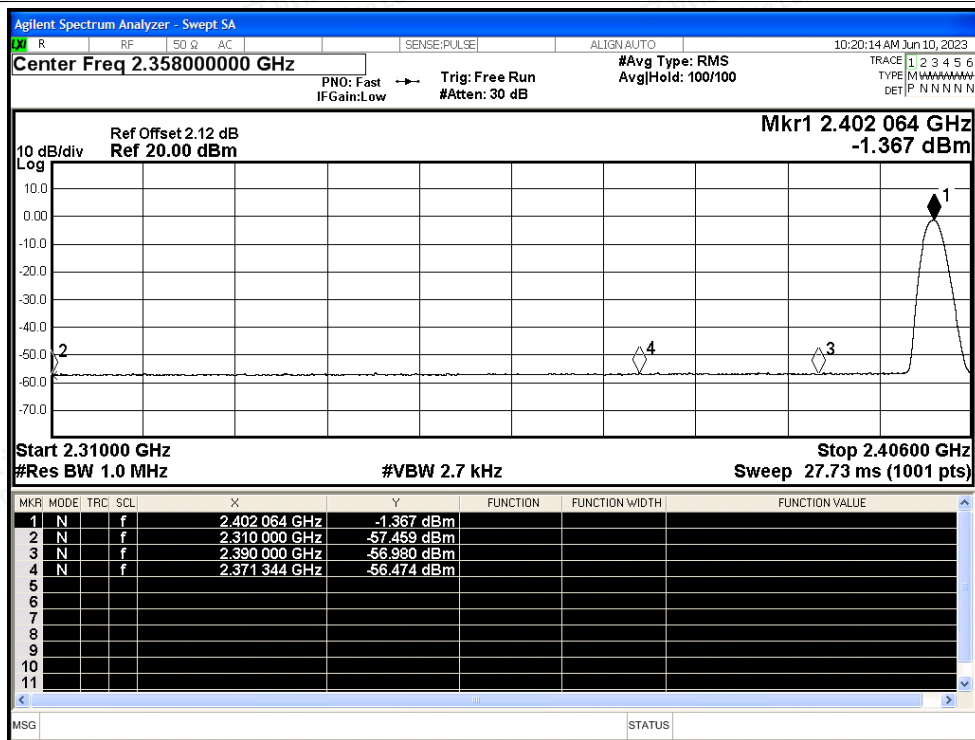 Agilent Spectrum Analyzer - Swept SA
LXI R RF 50 Ω AC SENSE:PULSE ALIGN AUTO 10:20:14 AM Jun 10, 2023
Center Freq 2.358000000 GHz #Avg Type: RMS TRACE 1 2 3 4 5 6
PNO: Fast Trig: Free Run Avg|Hold: 100/100 TYPE M W W W W W
IFGain:Low #Atten: 30 dB DET P N N N N N
Mkr1 2.402 064 GHz
Ref Offset 2.12 dB
10 dB/div Ref 20.00 dBm -1.367 dBm
Log
10.0
1
0.00
-10.0
-20.0
-30.0
-40.0
-50.0
2 4 3
-60.0
-70.0
Start 2.31000 GHz Stop 2.40600 GHz
#Res BW 1.0 MHz #VBW 2.7 kHz Sweep 27.73 ms (1001 pts)
MKR MODE TRC SCL X Y FUNCTION FUNCTION WIDTH FUNCTION VALUE
1 N f 2.402 064 GHz -1.367 dBm
2 N f 2.310 000 GHz -57.459 dBm
3 N f 2.390 000 GHz -56.980 dBm
4 N f 2.371 344 GHz -56.474 dBm
5
6
7
8
9
10
11
MSG STATUS